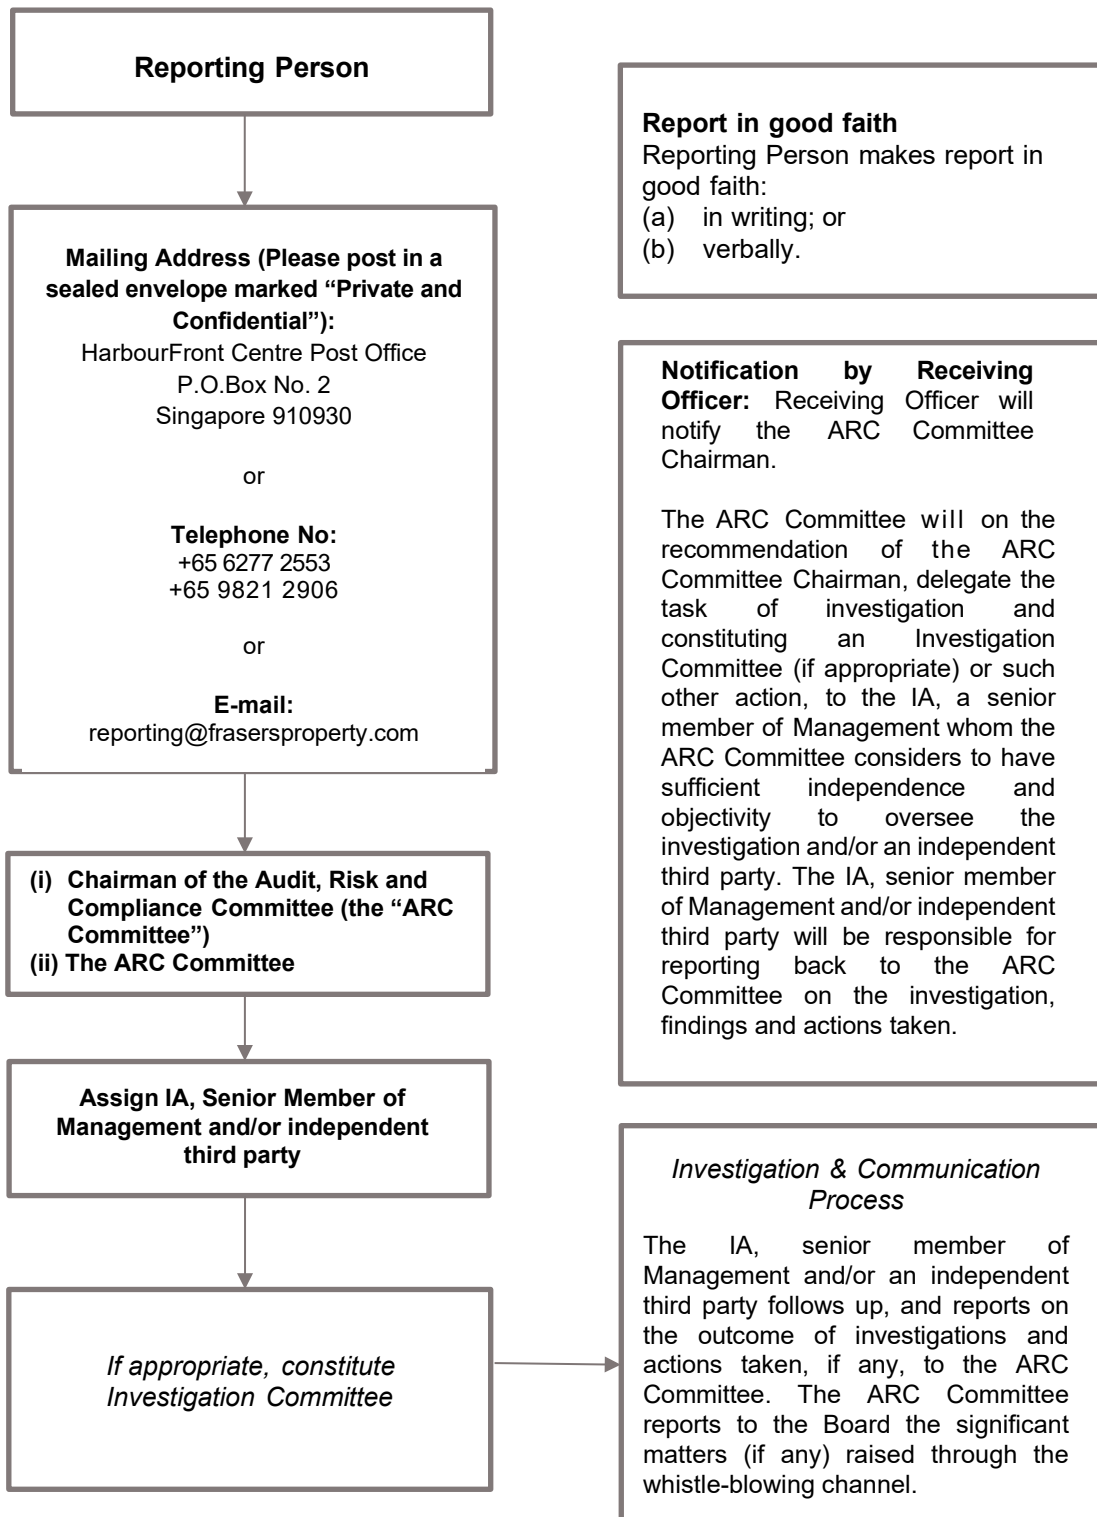 Reporting Person
Mailing Address (Please post in a
sealed envelope marked “Private and
Confidential”):
HarbourFront Centre Post Office
P.O.Box No. 2
Singapore 910930
or
Telephone No:
+65 6277 2553
+65 9821 2906
or
E-mail:
reporting@frasersproperty.com
(i) Chairman of the Audit, Risk and
Compliance Committee (the “ARC
Committee”)
(ii) The ARC Committee
Assign IA, Senior Member of
Management and/or independent
third party
If appropriate, constitute
Investigation Committee
Report in good faith
Reporting Person makes report in
good faith:
(a) in writing; or
(b) verbally.
Notification by Receiving
Officer: Receiving Officer will
notify the ARC Committee
Chairman.
The ARC Committee will on the
recommendation of the ARC
Committee Chairman, delegate the
task of investigation and
constituting an Investigation
Committee (if appropriate) or such
other action, to the IA, a senior
member of Management whom the
ARC Committee considers to have
sufficient independence and
objectivity to oversee the
investigation and/or an independent
third party. The IA, senior member
of Management and/or independent
third party will be responsible for
reporting back to the ARC
Committee on the investigation,
findings and actions taken.
Investigation & Communication
Process
The IA, senior member of
Management and/or an independent
third party follows up, and reports on
the outcome of investigations and
actions taken, if any, to the ARC
Committee. The ARC Committee
reports to the Board the significant
matters (if any) raised through the
whistle-blowing channel.